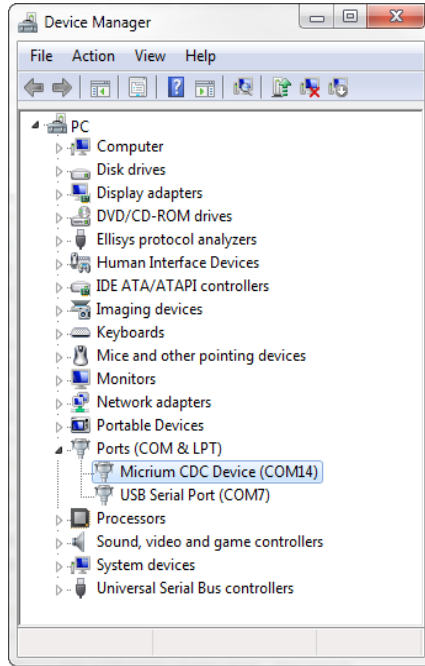 Device Manager
File Action View Help
PC
Computer
Disk drives
Display adapters
DVD/CD-ROM drives
Ellisys protocol analyzers
Human Interface Devices
IDE ATA/ATAPI controllers
Imaging devices
Keyboards
Mice and other pointing devices
Monitors
Network adapters
Portable Devices
Ports (COM & LPT)
Micrium CDC Device (COM14)
USB Serial Port (COM7)
Processors
Sound, video and game controllers
System devices
Universal Serial Bus controllers